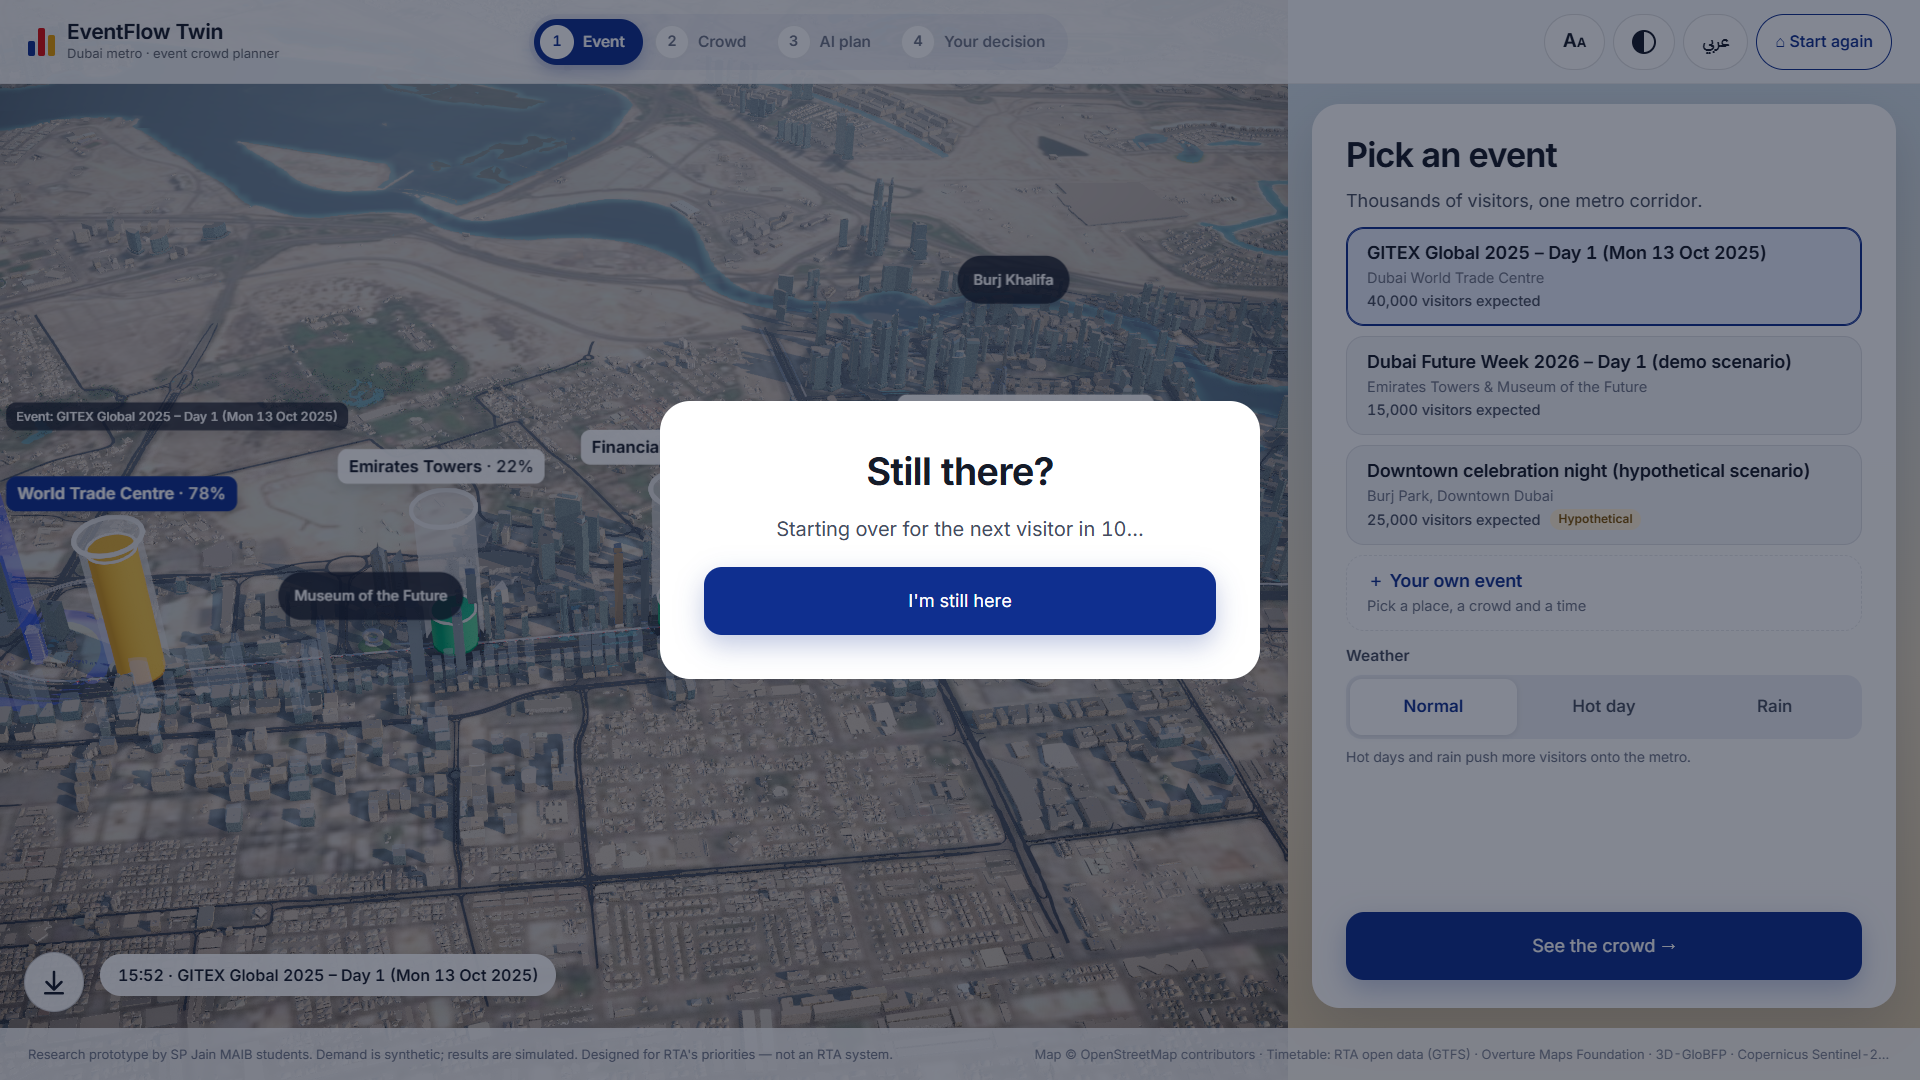 EventFlow Twin
Dubai metro · event crowd planner
1 Event
2 Crowd
3 AI plan
4 Your decision
AA
عربي
⌂ Start again
Burj Khalifa
Event: GITEX Global 2025 – Day 1 (Mon 13 Oct 2025)
Financia
Emirates Towers · 22%
World Trade Centre · 78%
Museum of the Future
15:52 · GITEX Global 2025 – Day 1 (Mon 13 Oct 2025)
Still there?
Starting over for the next visitor in 10...
I'm still here
Pick an event
Thousands of visitors, one metro corridor.
GITEX Global 2025 – Day 1 (Mon 13 Oct 2025)
Dubai World Trade Centre
40,000 visitors expected
Dubai Future Week 2026 – Day 1 (demo scenario)
Emirates Towers & Museum of the Future
15,000 visitors expected
Downtown celebration night (hypothetical scenario)
Burj Park, Downtown Dubai
25,000 visitors expected Hypothetical
+ Your own event
Pick a place, a crowd and a time
Weather
Normal Hot day Rain
Hot days and rain push more visitors onto the metro.
See the crowd →
Research prototype by SP Jain MAIB students. Demand is synthetic; results are simulated. Designed for RTA's priorities — not an RTA system.
Map © OpenStreetMap contributors · Timetable: RTA open data (GTFS) · Overture Maps Foundation · 3D-GloBFP · Copernicus Sentinel-2...